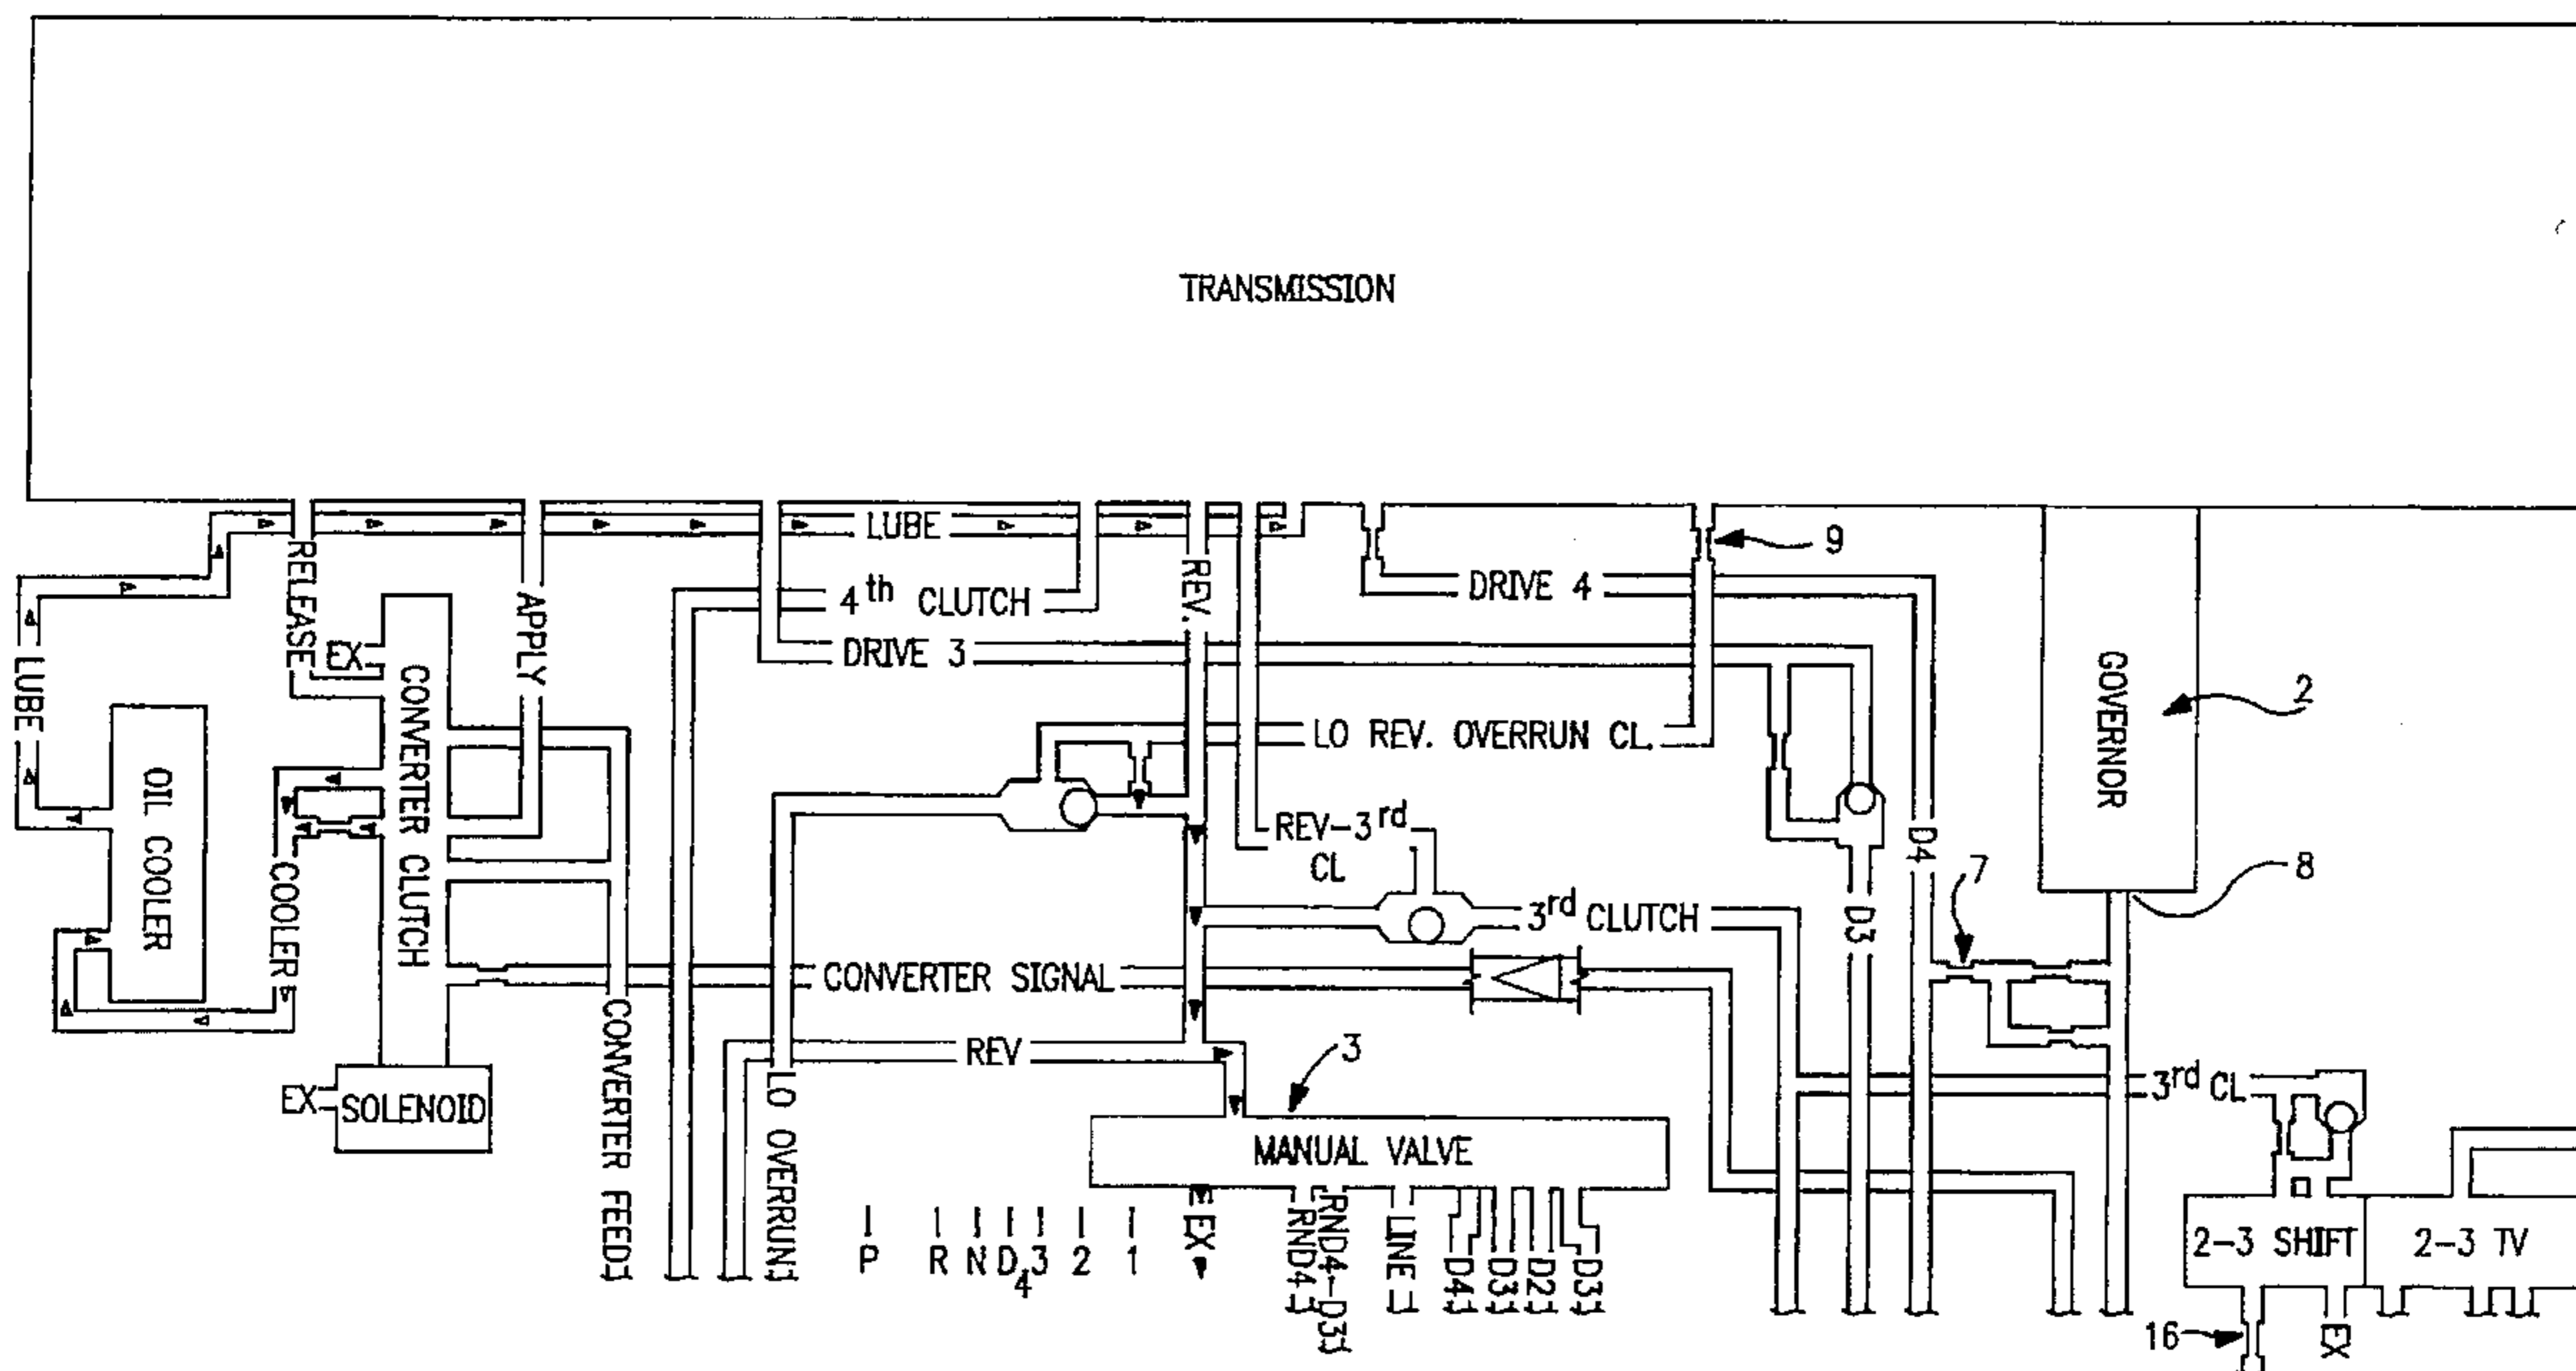 TRANSMISSION
LUBE
9
4th CLUTCH
DRIVE 4
RELEASE
APPLY
REV.
DRIVE 3
EX
LUBE
CONVERTER CLUTCH
GOVERNOR
2
LO REV. OVERRUN CL.
OIL COOLER
REV-3rd
CL
D4
7
8
COOLER
3rd CLUTCH
D3
CONVERTER SIGNAL
CONVERTER FEED
REV
3
LO OVERRUN
3rd CL
EX
SOLENOID
MANUAL VALVE
P R N D4 3 2 1
EX
RND4
RND4-D3
LINE
D4
D3
D2
D3
2-3 SHIFT
2-3 TV
16
EX